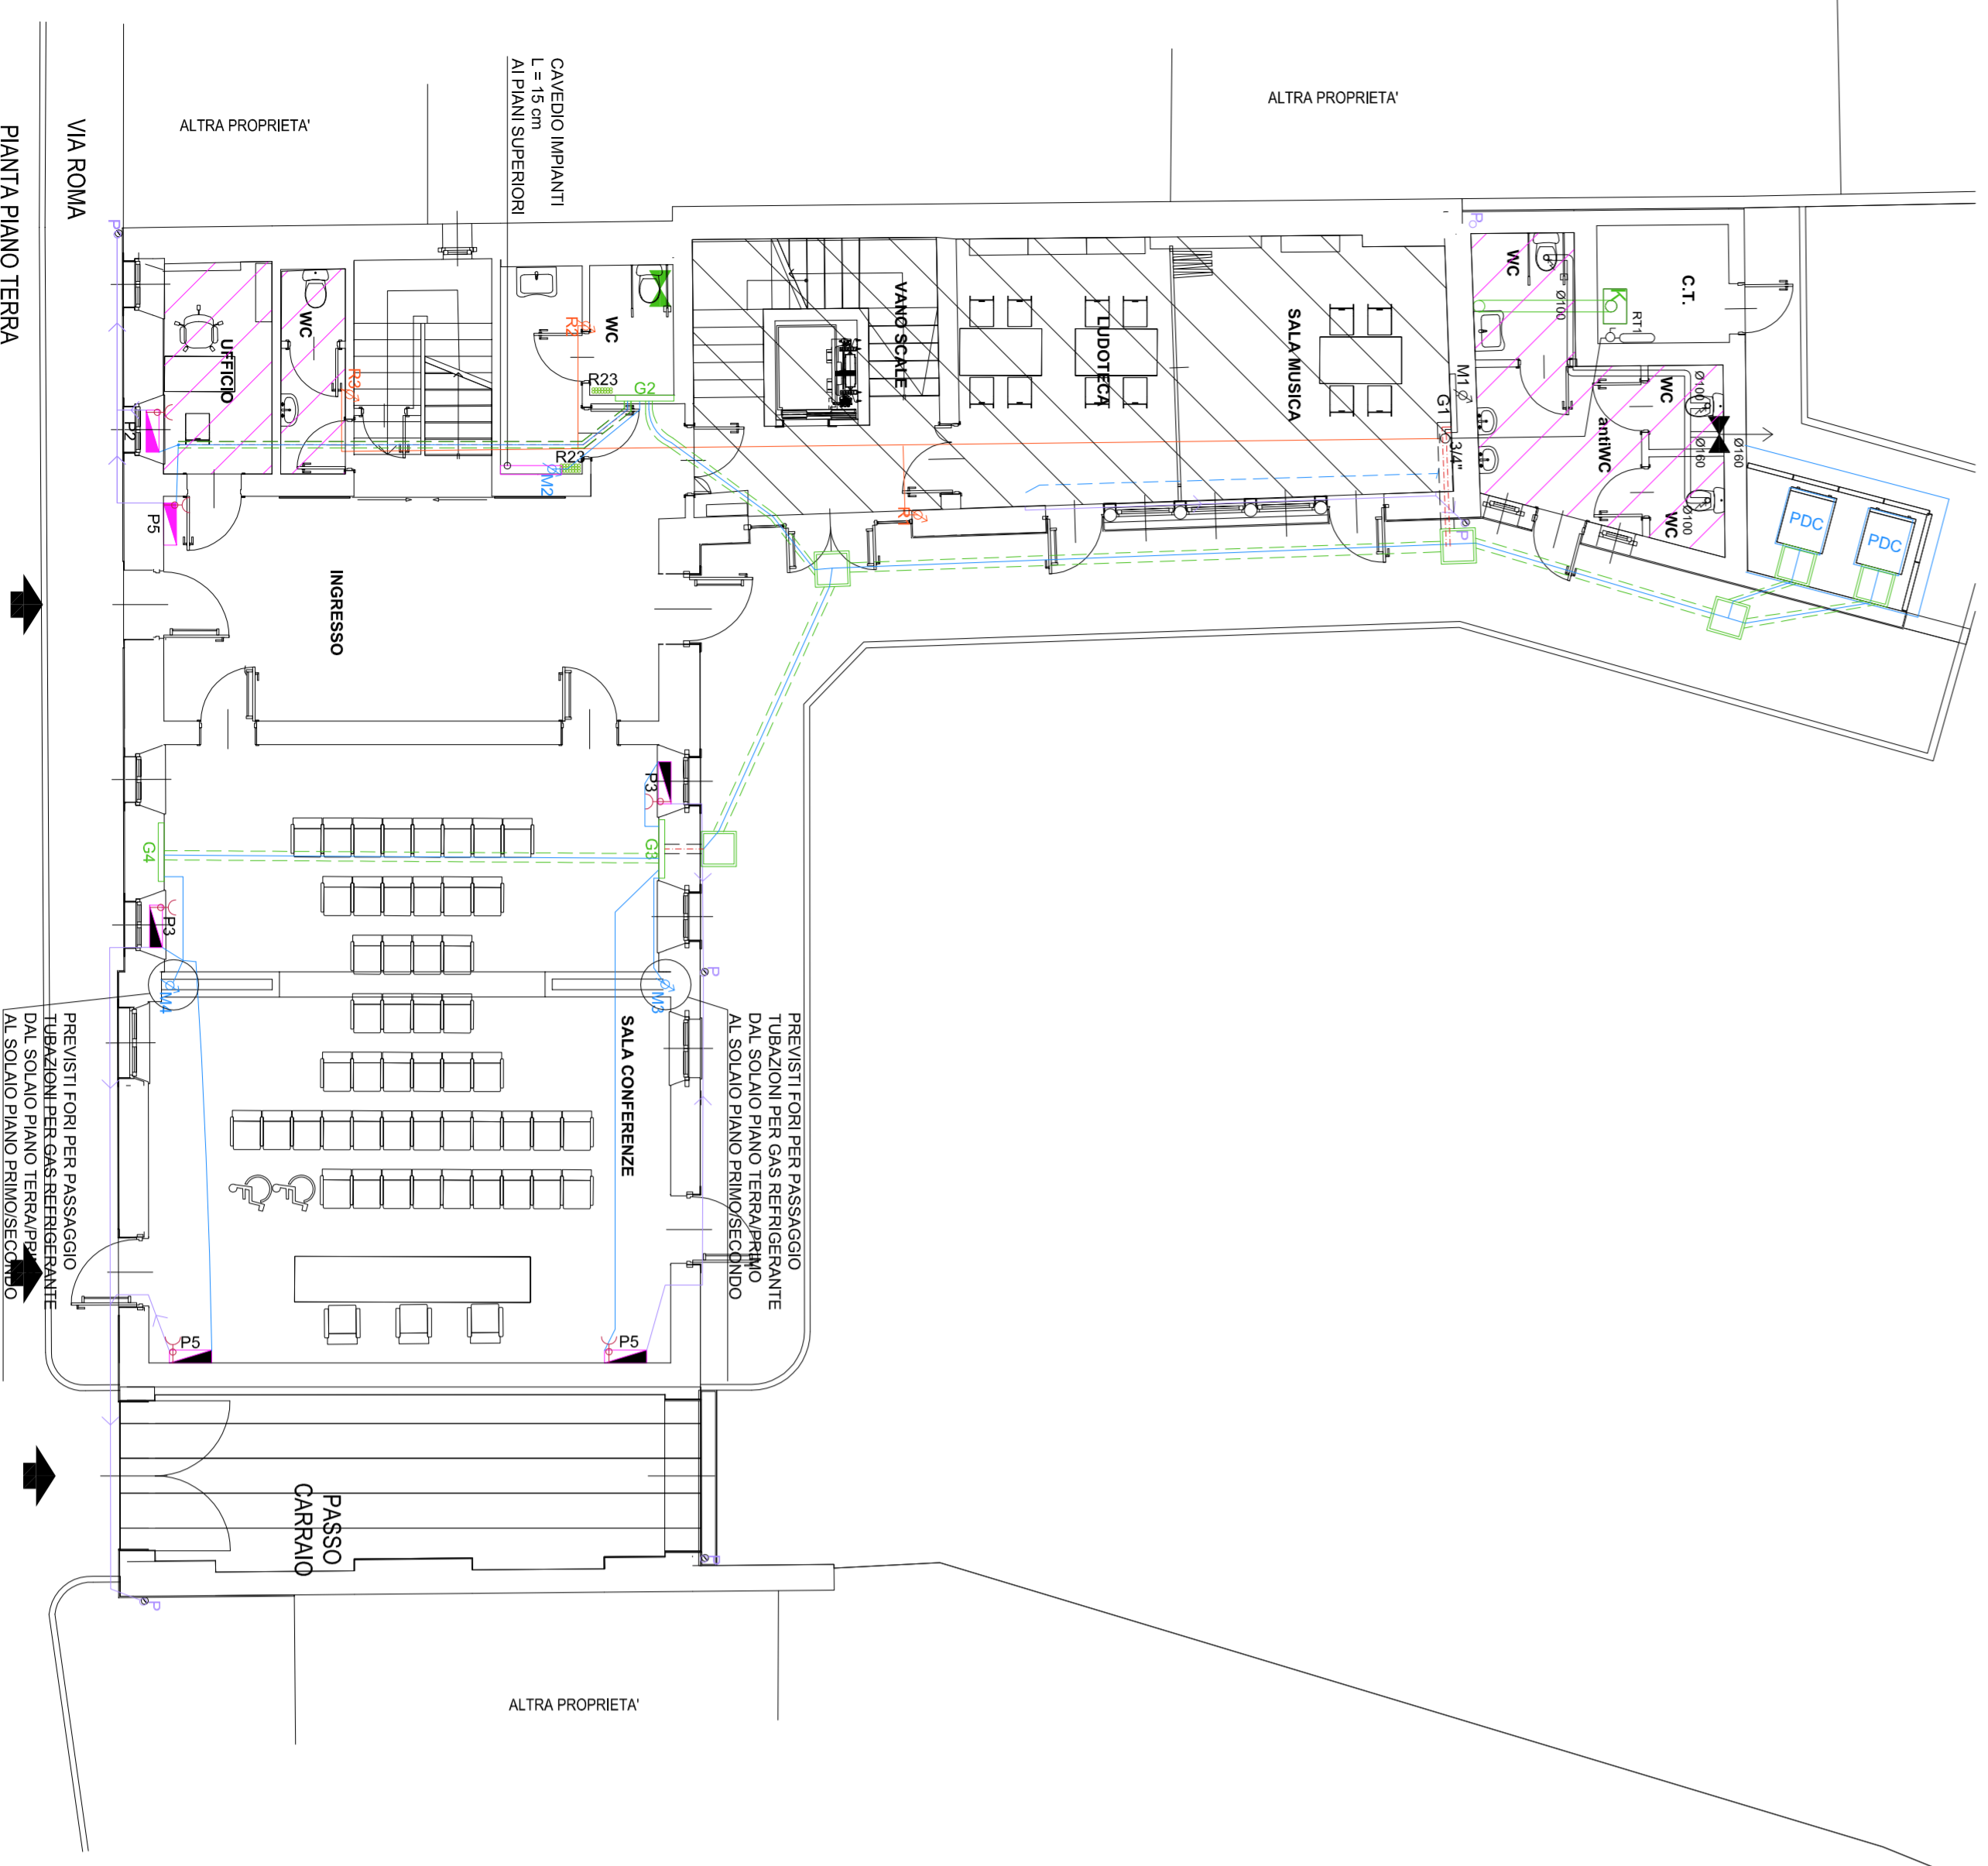 PIANTA PIANO TERRA
VIA ROMA
ALTRA PROPRIETA'
CAVEDIO IMPIANTI
L = 15 cm
AI PIANI SUPERIORI
ALTRA PROPRIETA'
UFFICIO
WC
R3
P2
P5
R2
WC
R23
G2
R23
M2
VANO SCALE
LUDOTECA
SALA MUSICA
R1
M1
G1
3/4"
P
P
P
WC
Ø100
C.T.
K
RT1
WC
Ø100
Ø160
antiWC
Ø160
Ø100
WC
PDC
PDC
INGRESSO
P3
G3
G4
P3
M4
M3
P
SALA CONFERENZE
PREVISTI FORI PER PASSAGGIO
TUBAZIONI PER GAS REFRIGERANTE
DAL SOLAIO PIANO TERRA/PRIMO
AL SOLAIO PIANO PRIMO/SECONDO
PREVISTI FORI PER PASSAGGIO
TUBAZIONI PER GAS REFRIGERANTE
DAL SOLAIO PIANO TERRA/PRIMO
AL SOLAIO PIANO PRIMO/SECONDO
P5
P5
PASSO
CARRAIO
P
P
ALTRA PROPRIETA'